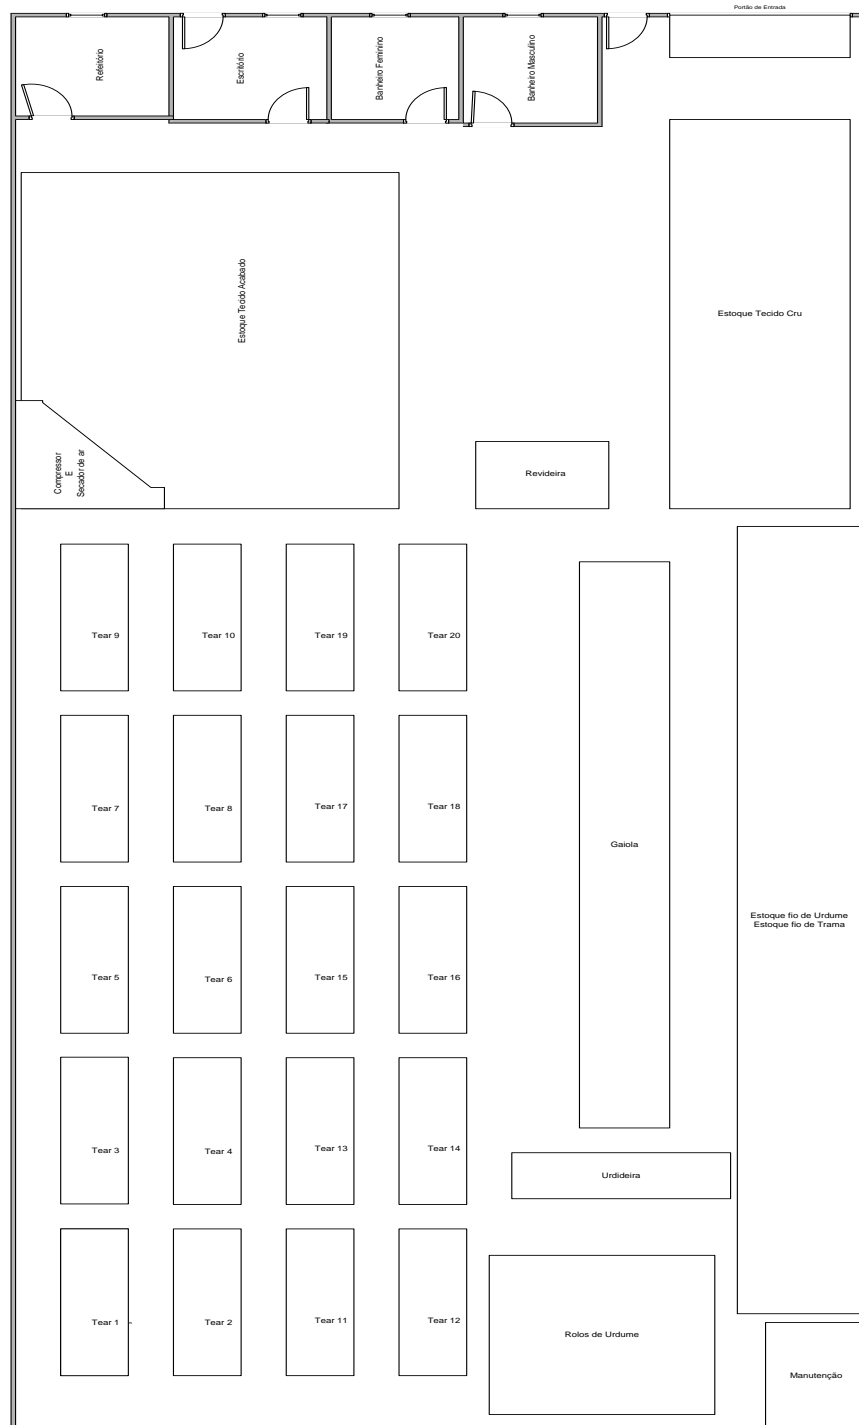 Portão de Entrada
Refeitório
Escritório
Banheiro Feminino
Banheiro Masculino
Estoque Tecido Acabado
Estoque Tecido Cru
Compressor
E
Secador de ar
Revideira
Tear 9
Tear 10
Tear 19
Tear 20
Tear 7
Tear 8
Tear 17
Tear 18
Gaiola
Estoque fio de Urdume
Estoque fio de Trama
Tear 5
Tear 6
Tear 15
Tear 16
Tear 3
Tear 4
Tear 13
Tear 14
Urdideira
Tear 1
Tear 2
Tear 11
Tear 12
Rolos de Urdume
Manutenção